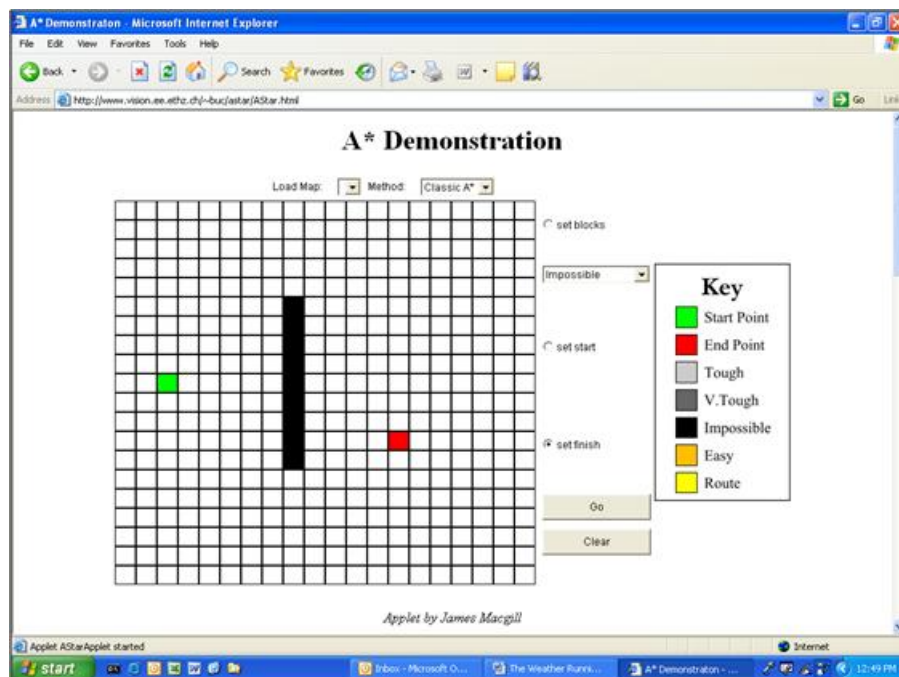 A* Demonstraton - Microsoft Internet Explorer
File Edit View Favorites Tools Help
Back Search Favorites
Address http://www.vision.ee.ethz.ch/~buc/astar/AStar.html Go
A* Demonstration
Load Map: Method: Classic A*
set blocks
Impossible
set start
set finish
Go
Clear
Key
Start Point
End Point
Tough
V.Tough
Impossible
Easy
Route
Applet by James Macgill
Applet AStarApplet started Internet
start Inbox - Microsoft O... The Weather Runni... A* Demonstraton - ... 12:49 PM